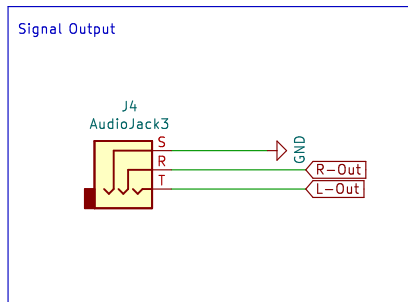 Signal Output
J4
AudioJack3
S
GND
R
R-Out
T
L-Out